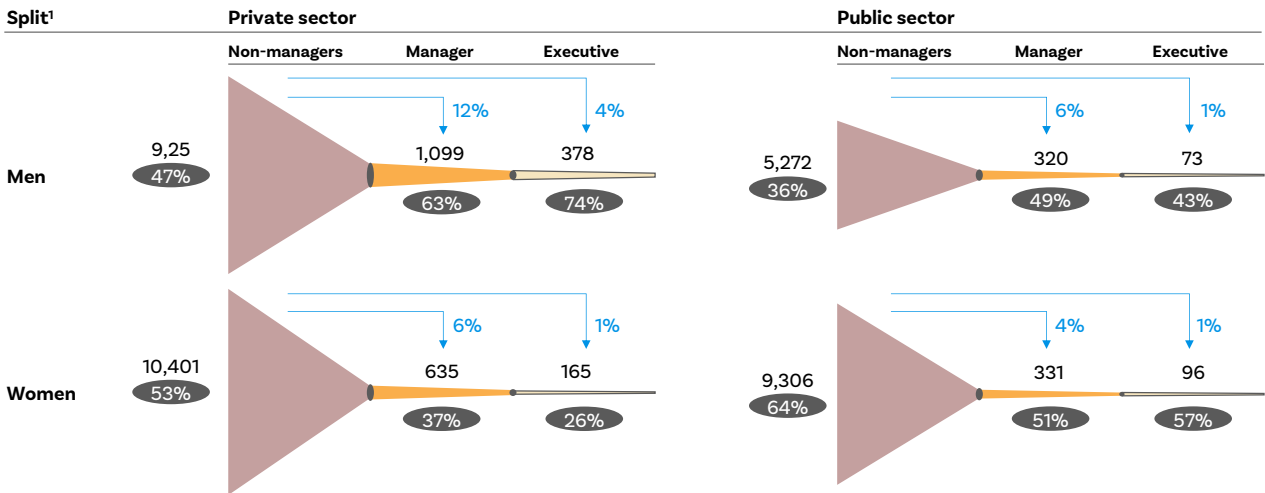 Split¹ Private sector Public sector
Non-managers Manager Executive Non-managers Manager Executive
12% 4% 6% 1%
9,25 1,099 378 5,272 320 73
Men 47% 63% 74% 36% 49% 43%
6% 1% 4% 1%
10,401 635 165 9,306 331 96
Women 53% 37% 26% 64% 51% 57%